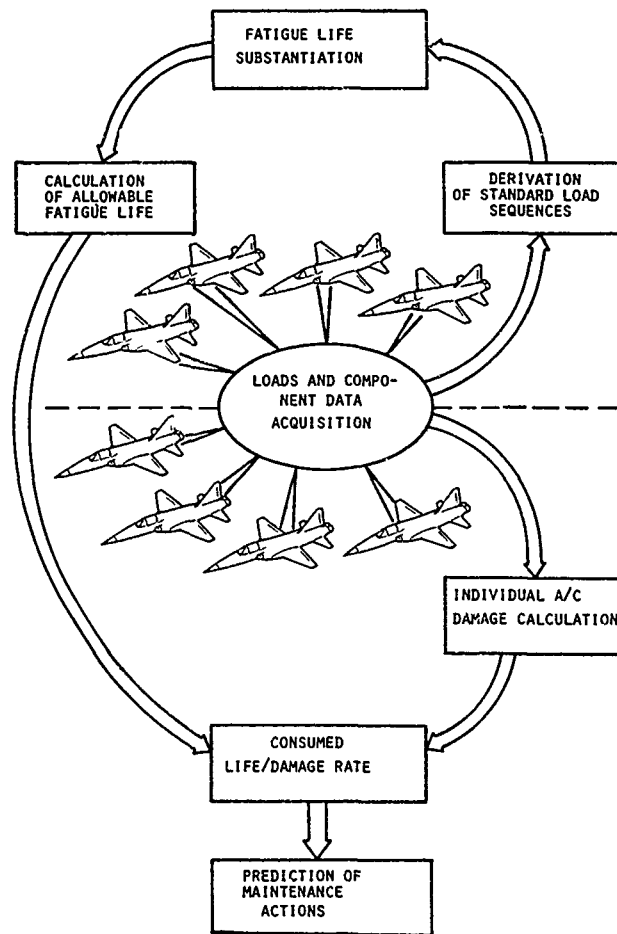 FATIGUE LIFE
SUBSTANTIATION
CALCULATION
OF ALLOWABLE
FATIGUE LIFE
DERIVATION
OF STANDARD LOAD
SEQUENCES
LOADS AND COMPO-
NENT DATA
ACQUISITION
INDIVIDUAL A/C
DAMAGE CALCULATION
CONSUMED
LIFE/DAMAGE RATE
PREDICTION OF
MAINTENANCE
ACTIONS